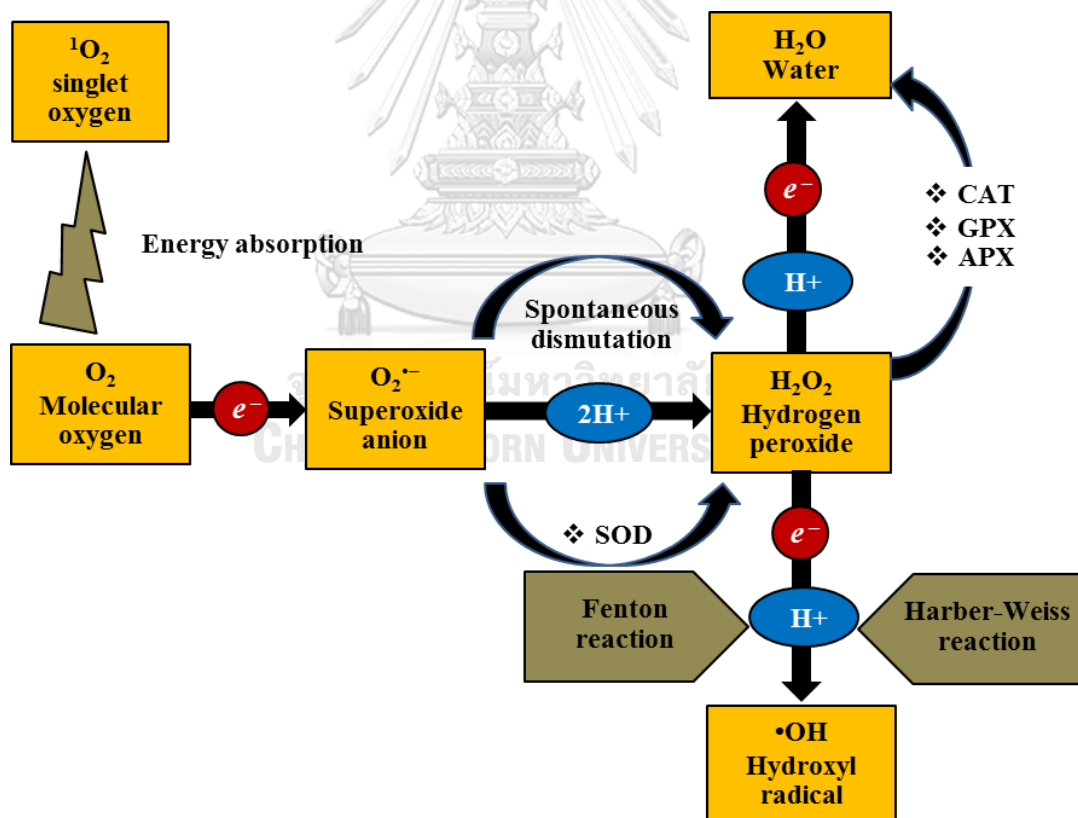 ¹O₂
singlet
oxygen
H₂O
Water
e⁻
❖ CAT
❖ GPX
❖ APX
Energy absorption
H+
Spontaneous
dismutation
O₂
Molecular
oxygen
e⁻
O₂•⁻
Superoxide
anion
2H+
H₂O₂
Hydrogen
peroxide
❖ SOD
e⁻
Fenton
reaction
H+
Harber-Weiss
reaction
•OH
Hydroxyl
radical